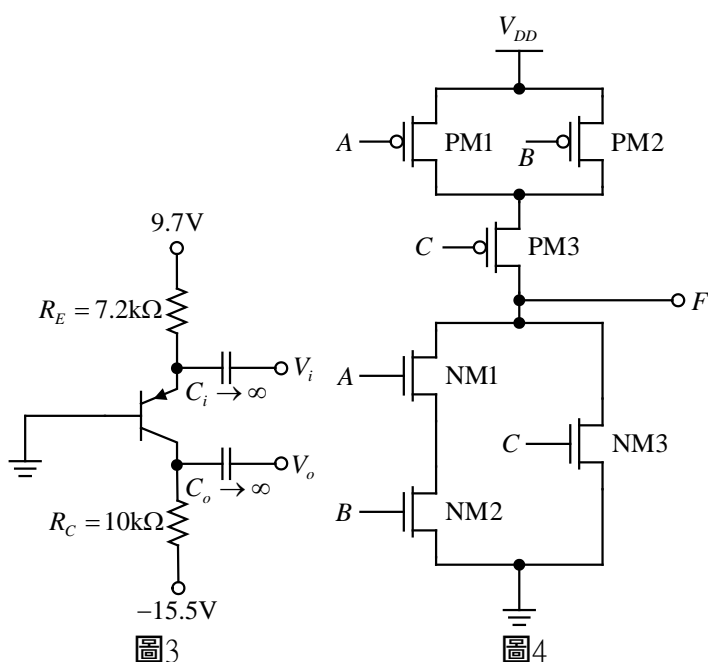 9.7V
R_E = 7.2kΩ
V_i
C_i → ∞
V_o
C_o → ∞
R_C = 10kΩ
−15.5V
圖3
V_DD
A
PM1
B
PM2
C
PM3
F
A
NM1
C
NM3
B
NM2
圖4